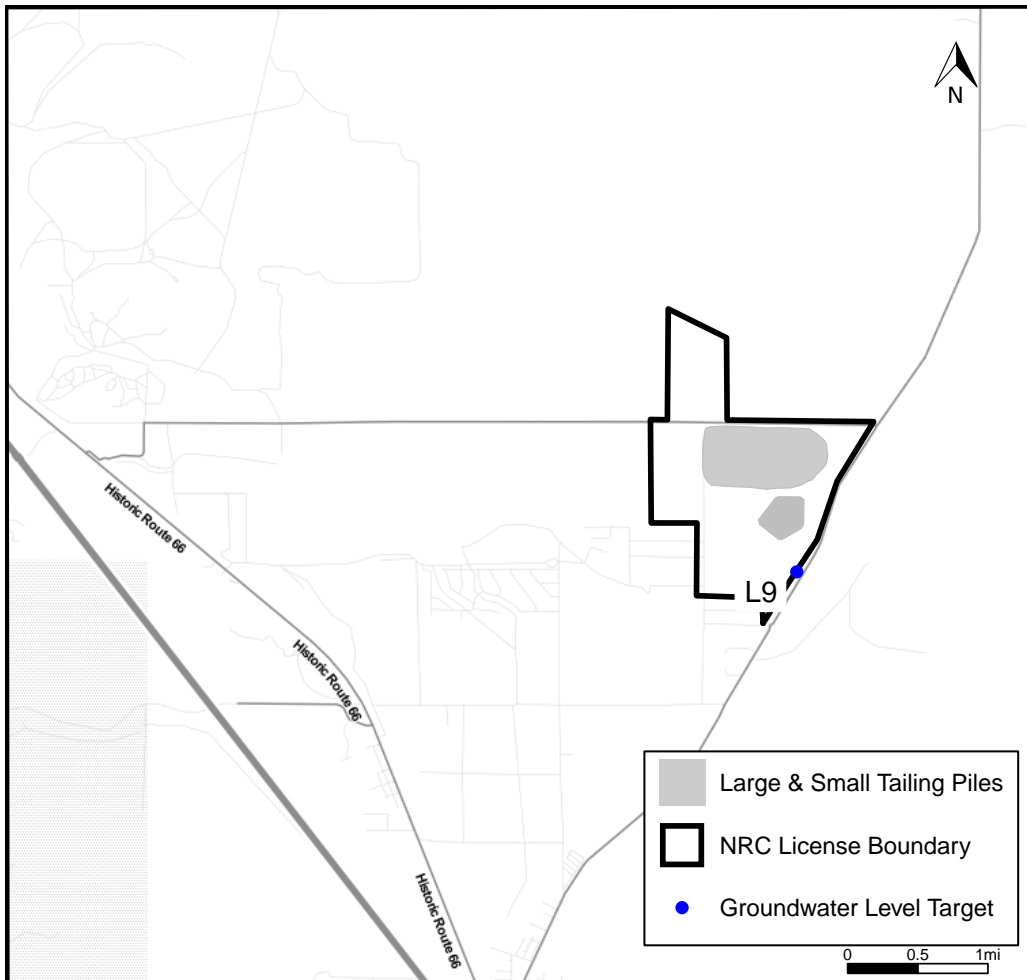 N
Historic Route 66
Historic Route 66
L9
Large & Small Tailing Piles
NRC License Boundary
Historic Route 66
Groundwater Level Target
0 0.5 1mi